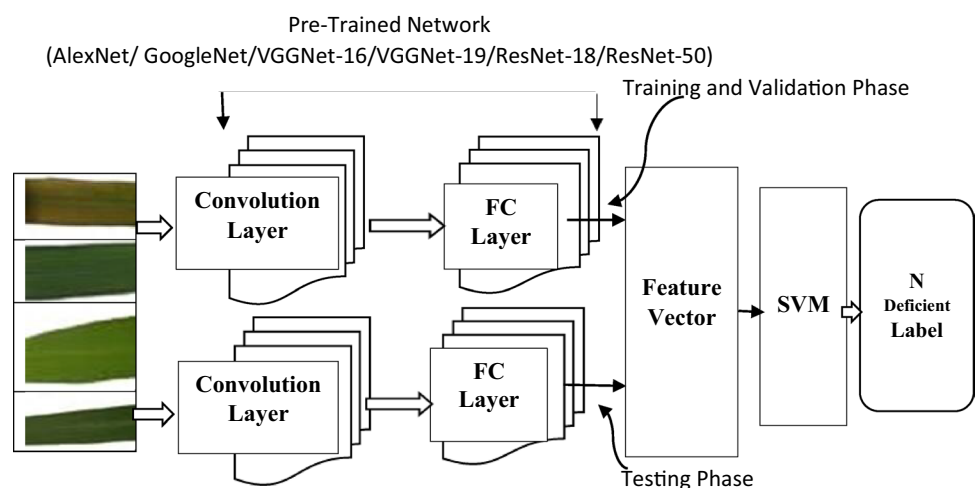 Pre-Trained Network
(AlexNet/ GoogleNet/VGGNet-16/VGGNet-19/ResNet-18/ResNet-50)
Training and Validation Phase
Convolution
Layer
FC
Layer
Feature
Vector
SVM
N
Deficient
Label
Convolution
Layer
FC
Layer
Testing Phase